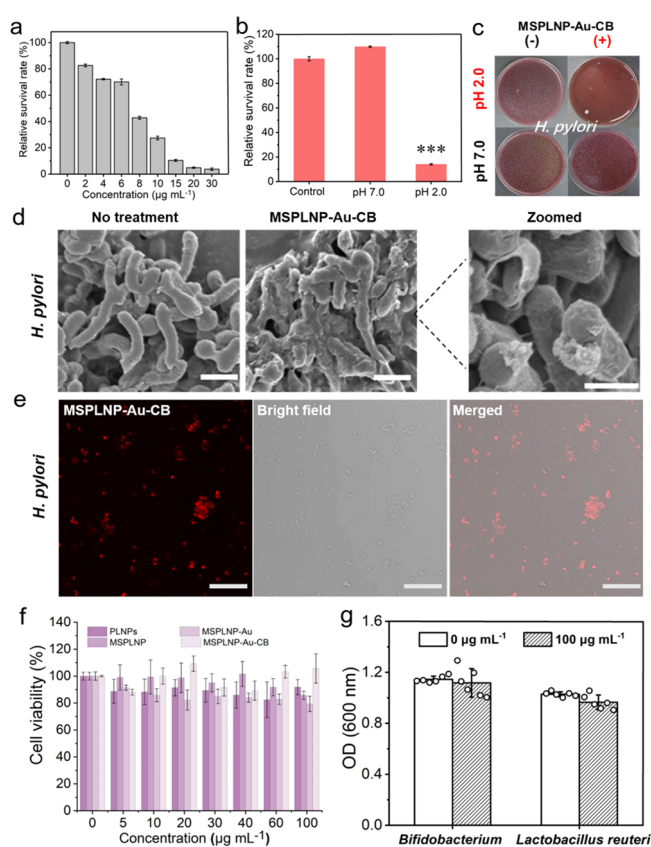 a
Relative survival rate (%)
100
80
60
40
20
0
0 2 4 6 8 10 15 20 30
Concentration (μg mL-1)
b
Relative survival rate (%)
120
100
80
60
40
20
0
***
Control pH 7.0 pH 2.0
c
MSPLNP-Au-CB
(-) (+)
pH 2.0
H. pylori
pH 7.0
d
No treatment MSPLNP-Au-CB Zoomed
H. pylori
e
MSPLNP-Au-CB Bright field Merged
H. pylori
f
Cell viability (%)
140
120
100
80
60
40
20
0
PLNPs MSPLNP-Au
MSPLNP MSPLNP-Au-CB
0 5 10 20 30 40 60 100
Concentration (μg mL-1)
g
OD (600 nm)
1.6
1.2
0.8
0.4
0.0
0 μg mL-1 100 μg mL-1
Bifidobacterium Lactobacillus reuteri